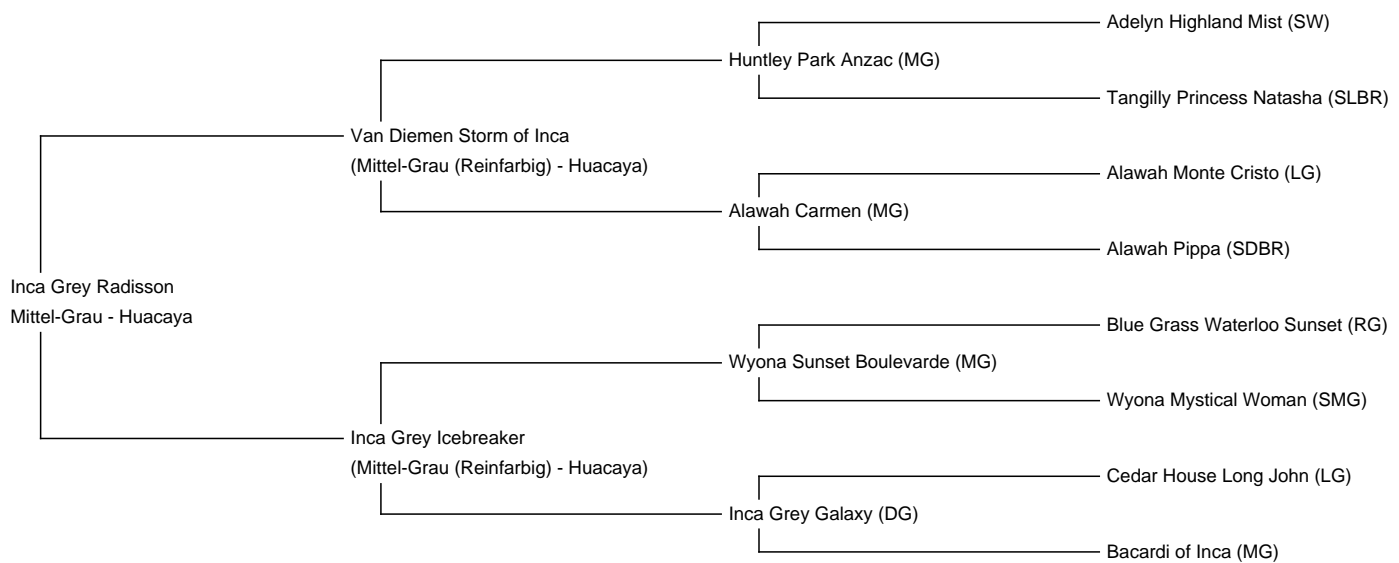 Adelyn Highland Mist (SW)
Huntley Park Anzac (MG)
Tangilly Princess Natasha (SLBR)
Van Diemen Storm of Inca
(Mittel-Grau (Reinfarbig) - Huacaya)
Alawah Monte Cristo (LG)
Alawah Carmen (MG)
Alawah Pippa (SDBR)
Inca Grey Radisson
Mittel-Grau - Huacaya
Blue Grass Waterloo Sunset (RG)
Wyona Sunset Boulevarde (MG)
Wyona Mystical Woman (SMG)
Inca Grey Icebreaker
(Mittel-Grau (Reinfarbig) - Huacaya)
Cedar House Long John (LG)
Inca Grey Galaxy (DG)
Bacardi of Inca (MG)